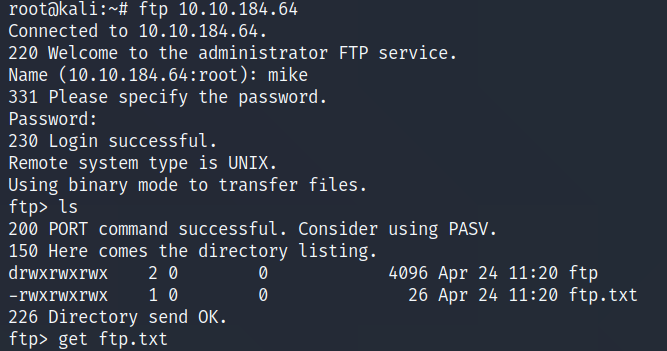 root@kali:~# ftp 10.10.184.64
Connected to 10.10.184.64.
220 Welcome to the administrator FTP service.
Name (10.10.184.64:root): mike
331 Please specify the password.
Password:
230 Login successful.
Remote system type is UNIX.
Using binary mode to transfer files.
ftp> ls
200 PORT command successful. Consider using PASV.
150 Here comes the directory listing.
drwxrwxrwx    2 0        0            4096 Apr 24 11:20 ftp
-rwxrwxrwx    1 0        0              26 Apr 24 11:20 ftp.txt
226 Directory send OK.
ftp> get ftp.txt